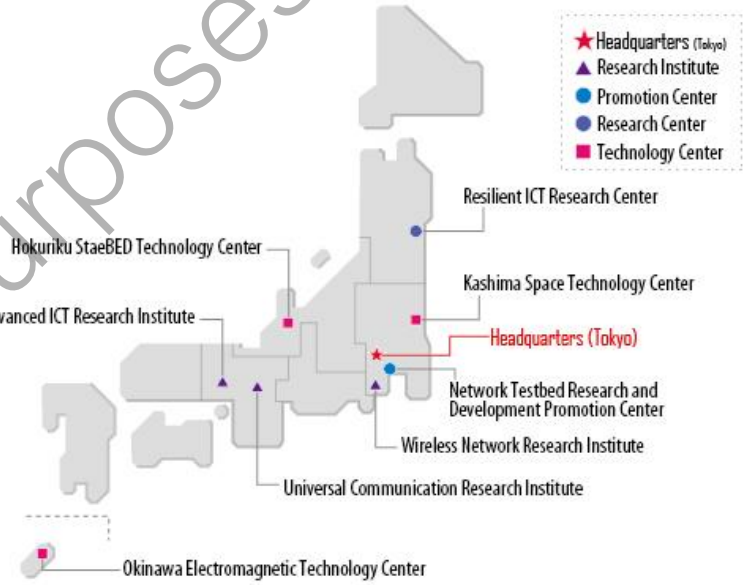 Headquarters (Tokyo)
Research Institute
Promotion Center
Research Center
Technology Center
Resilient ICT Research Center
Hokuriku StaeBED Technology Center
Kashima Space Technology Center
vanced ICT Research Institute
Headquarters (Tokyo)
Network Testbed Research and
Development Promotion Center
Wireless Network Research Institute
Universal Communication Research Institute
Okinawa Electromagnetic Technology Center
urposes